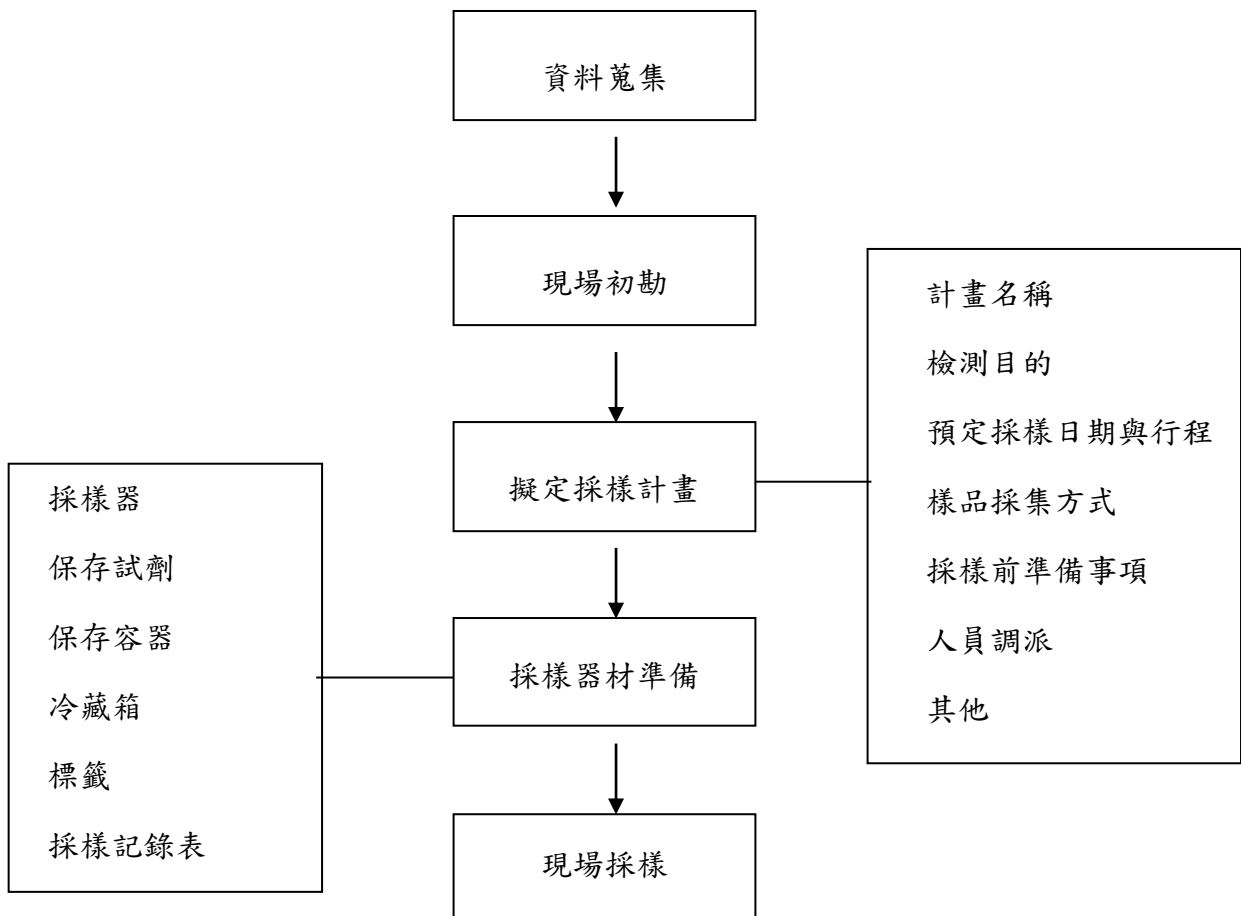 資料蒐集
現場初勘
擬定採樣計畫
計畫名稱
檢測目的
預定採樣日期與行程
樣品採集方式
採樣前準備事項
人員調派
其他
採樣器材準備
採樣器
保存試劑
保存容器
冷藏箱
標籤
採樣記錄表
現場採樣